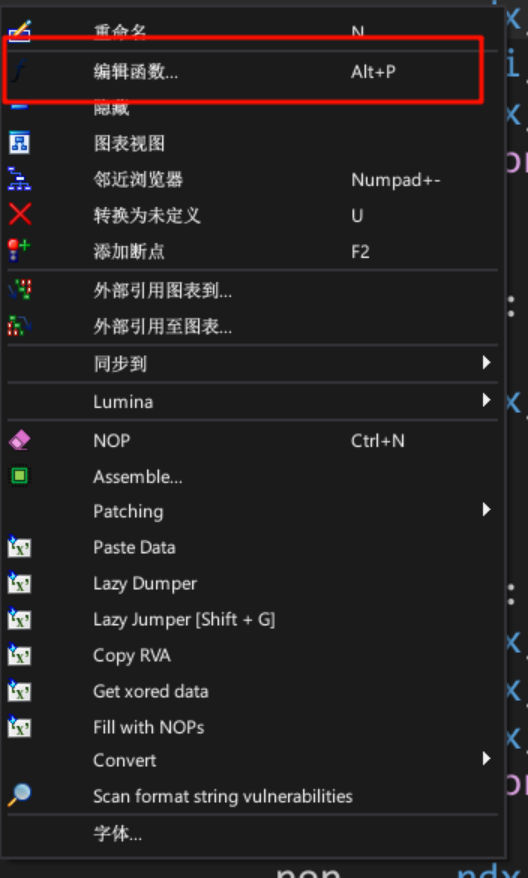 重命名 N
编辑函数... Alt+P
隐藏
图表视图
邻近浏览器 Numpad+-
转换为未定义 U
添加断点 F2
外部引用图表到...
外部引用至图表...
同步到
Lumina
NOP Ctrl+N
Assemble...
Patching
Paste Data
Lazy Dumper
Lazy Jumper [Shift + G]
Copy RVA
Get xored data
Fill with NOPs
Convert
Scan format string vulnerabilities
字体...